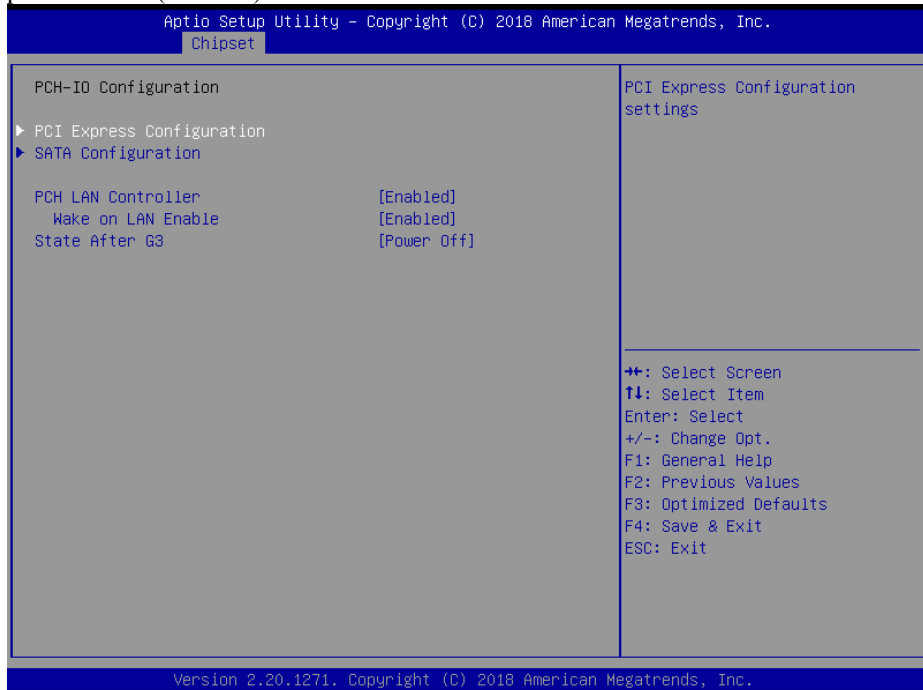 Aptio Setup Utility – Copyright (C) 2018 American Megatrends, Inc.
Chipset
PCH-IO Configuration
PCI Express Configuration
SATA Configuration
PCH LAN Controller [Enabled]
Wake on LAN Enable [Enabled]
State After G3 [Power Off]
PCI Express Configuration
settings
→←: Select Screen
↑↓: Select Item
Enter: Select
+/-: Change Opt.
F1: General Help
F2: Previous Values
F3: Optimized Defaults
F4: Save & Exit
ESC: Exit
Version 2.20.1271. Copyright (C) 2018 American Megatrends, Inc.